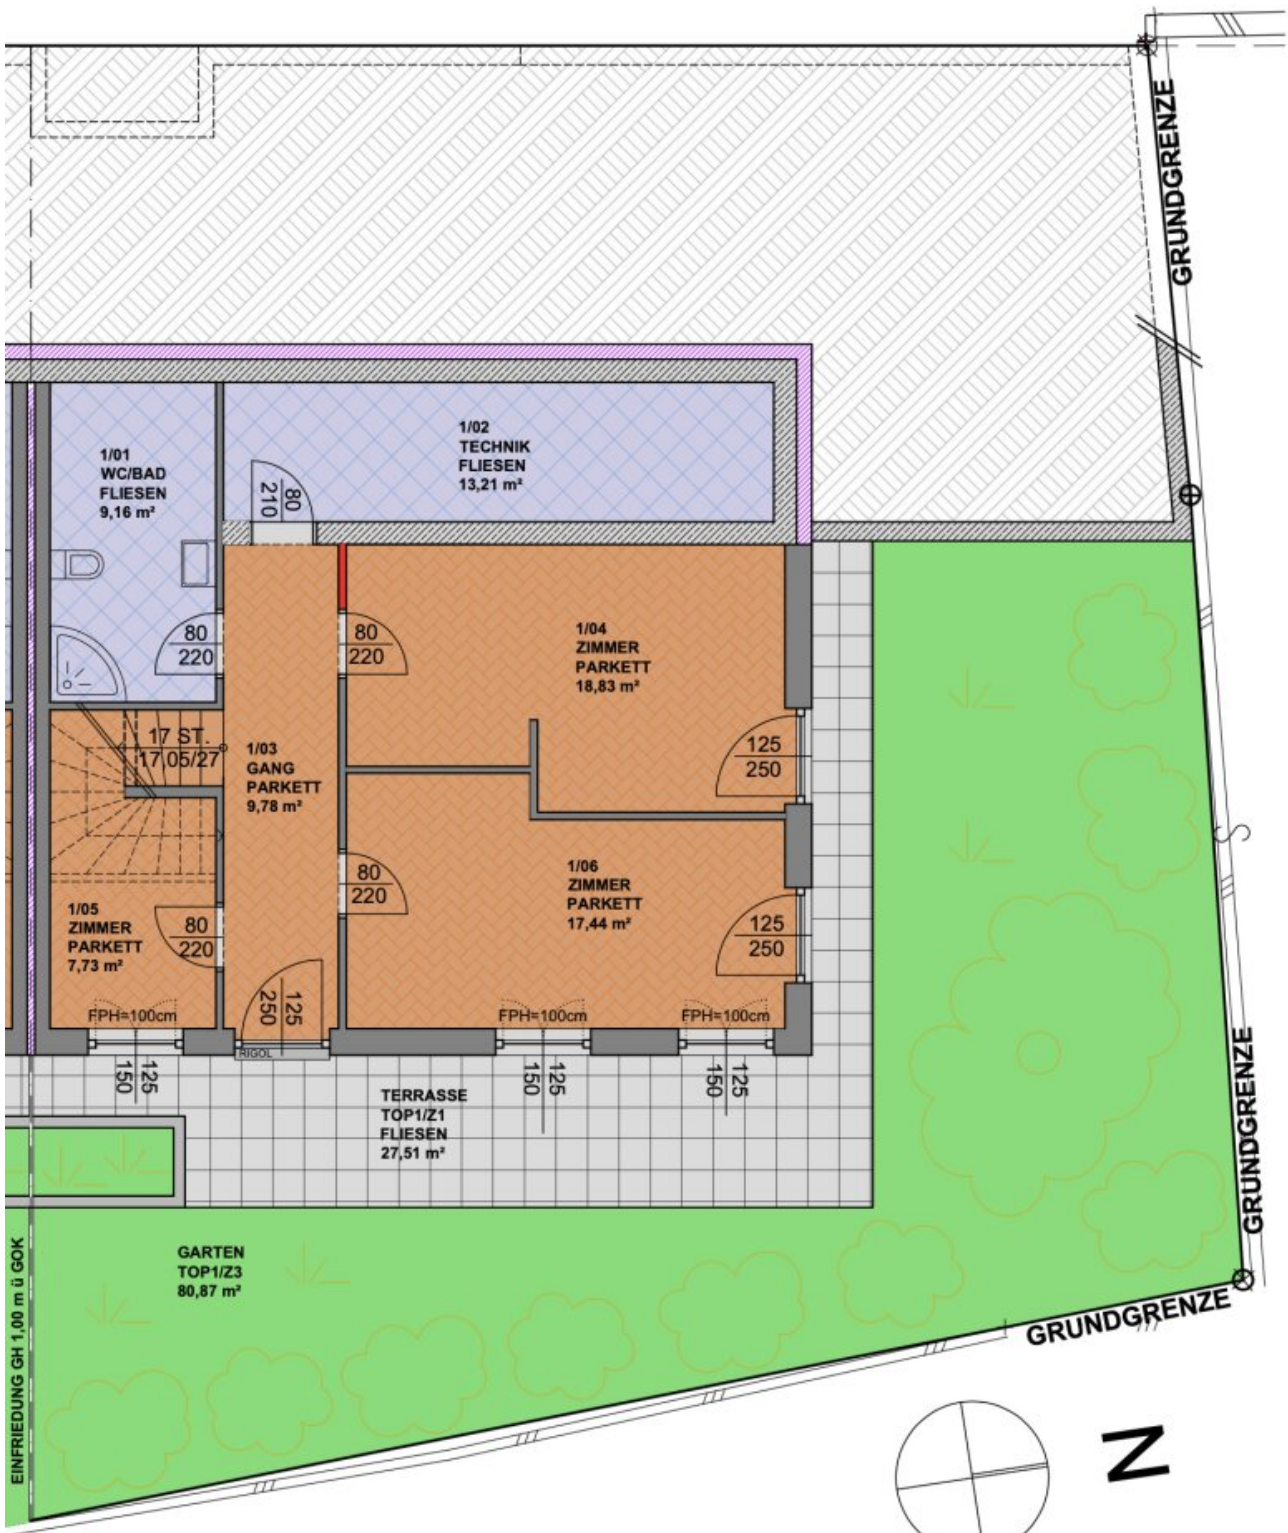 GRUNDGRENZE
1/01
WC/BAD
FLIESEN
9,16 m²
1/02
TECHNIK
FLIESEN
13,21 m²
80
210
80
220
80
220
1/04
ZIMMER
PARKETT
18,83 m²
17 ST.
17,05/27
1/03
GANG
PARKETT
9,78 m²
125
250
80
220
1/06
ZIMMER
PARKETT
17,44 m²
1/05
ZIMMER
PARKETT
7,73 m²
80
220
125
250
125
250
FPH=100cm
FPH=100cm
FPH=100cm
RIGOL
125
150
125
150
125
150
TERRASSE
TOP1/Z1
FLIESEN
27,51 m²
S
GRUNDGRENZE
EINFRIEDUNG GH 1,00 m ü GOK
GARTEN
TOP1/Z3
80,87 m²
GRUNDGRENZE
N